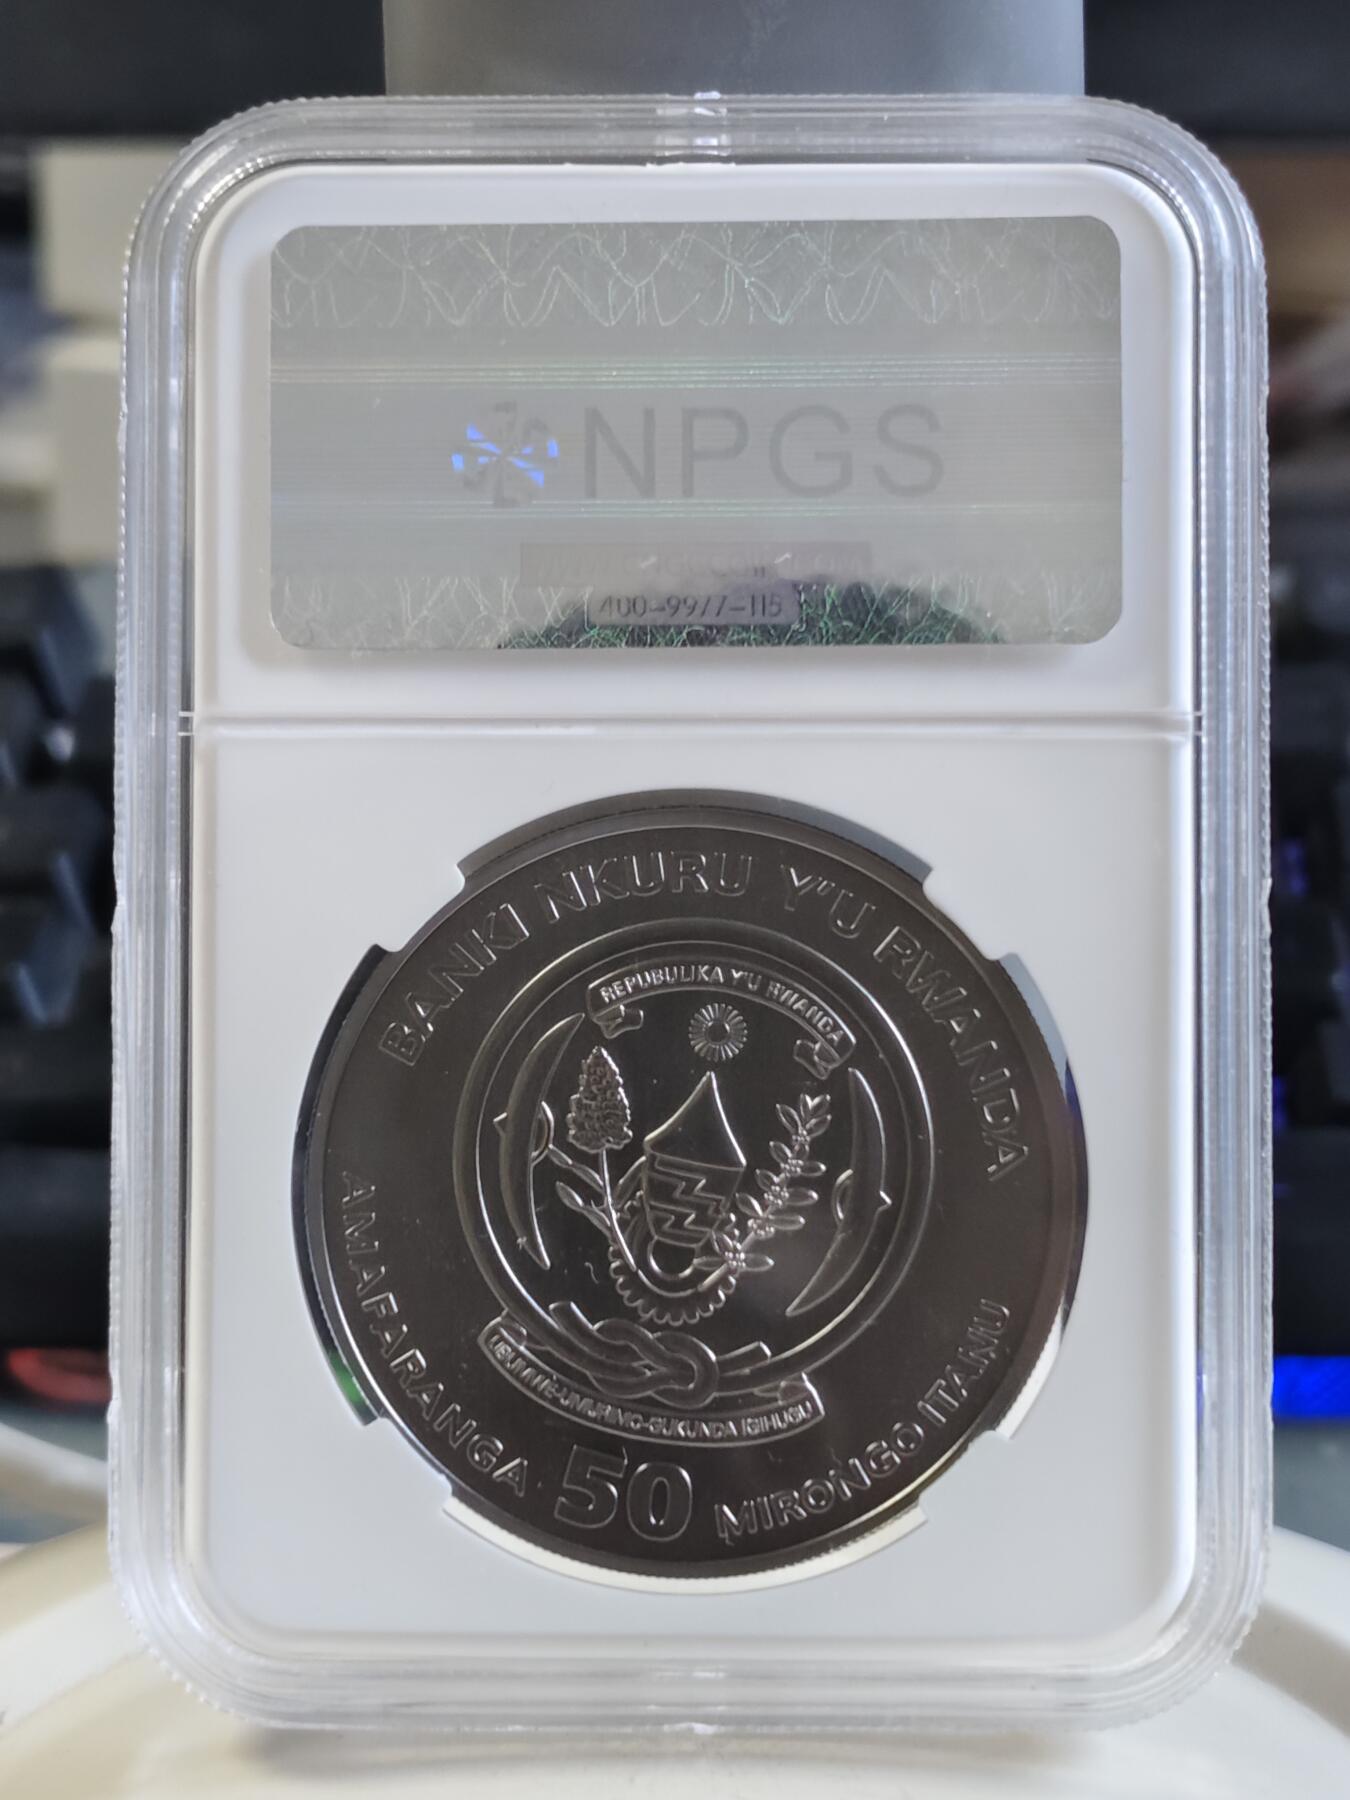 NPGS
400-9977-115
BANKI NKURU Y'U RWANDA
REPUBULIKA Y'U RWANDA
UBUMWE-UMURIMO-GUKUNDA IGIHUGU
AMAFARANGA 50 MIRONGO ITANU